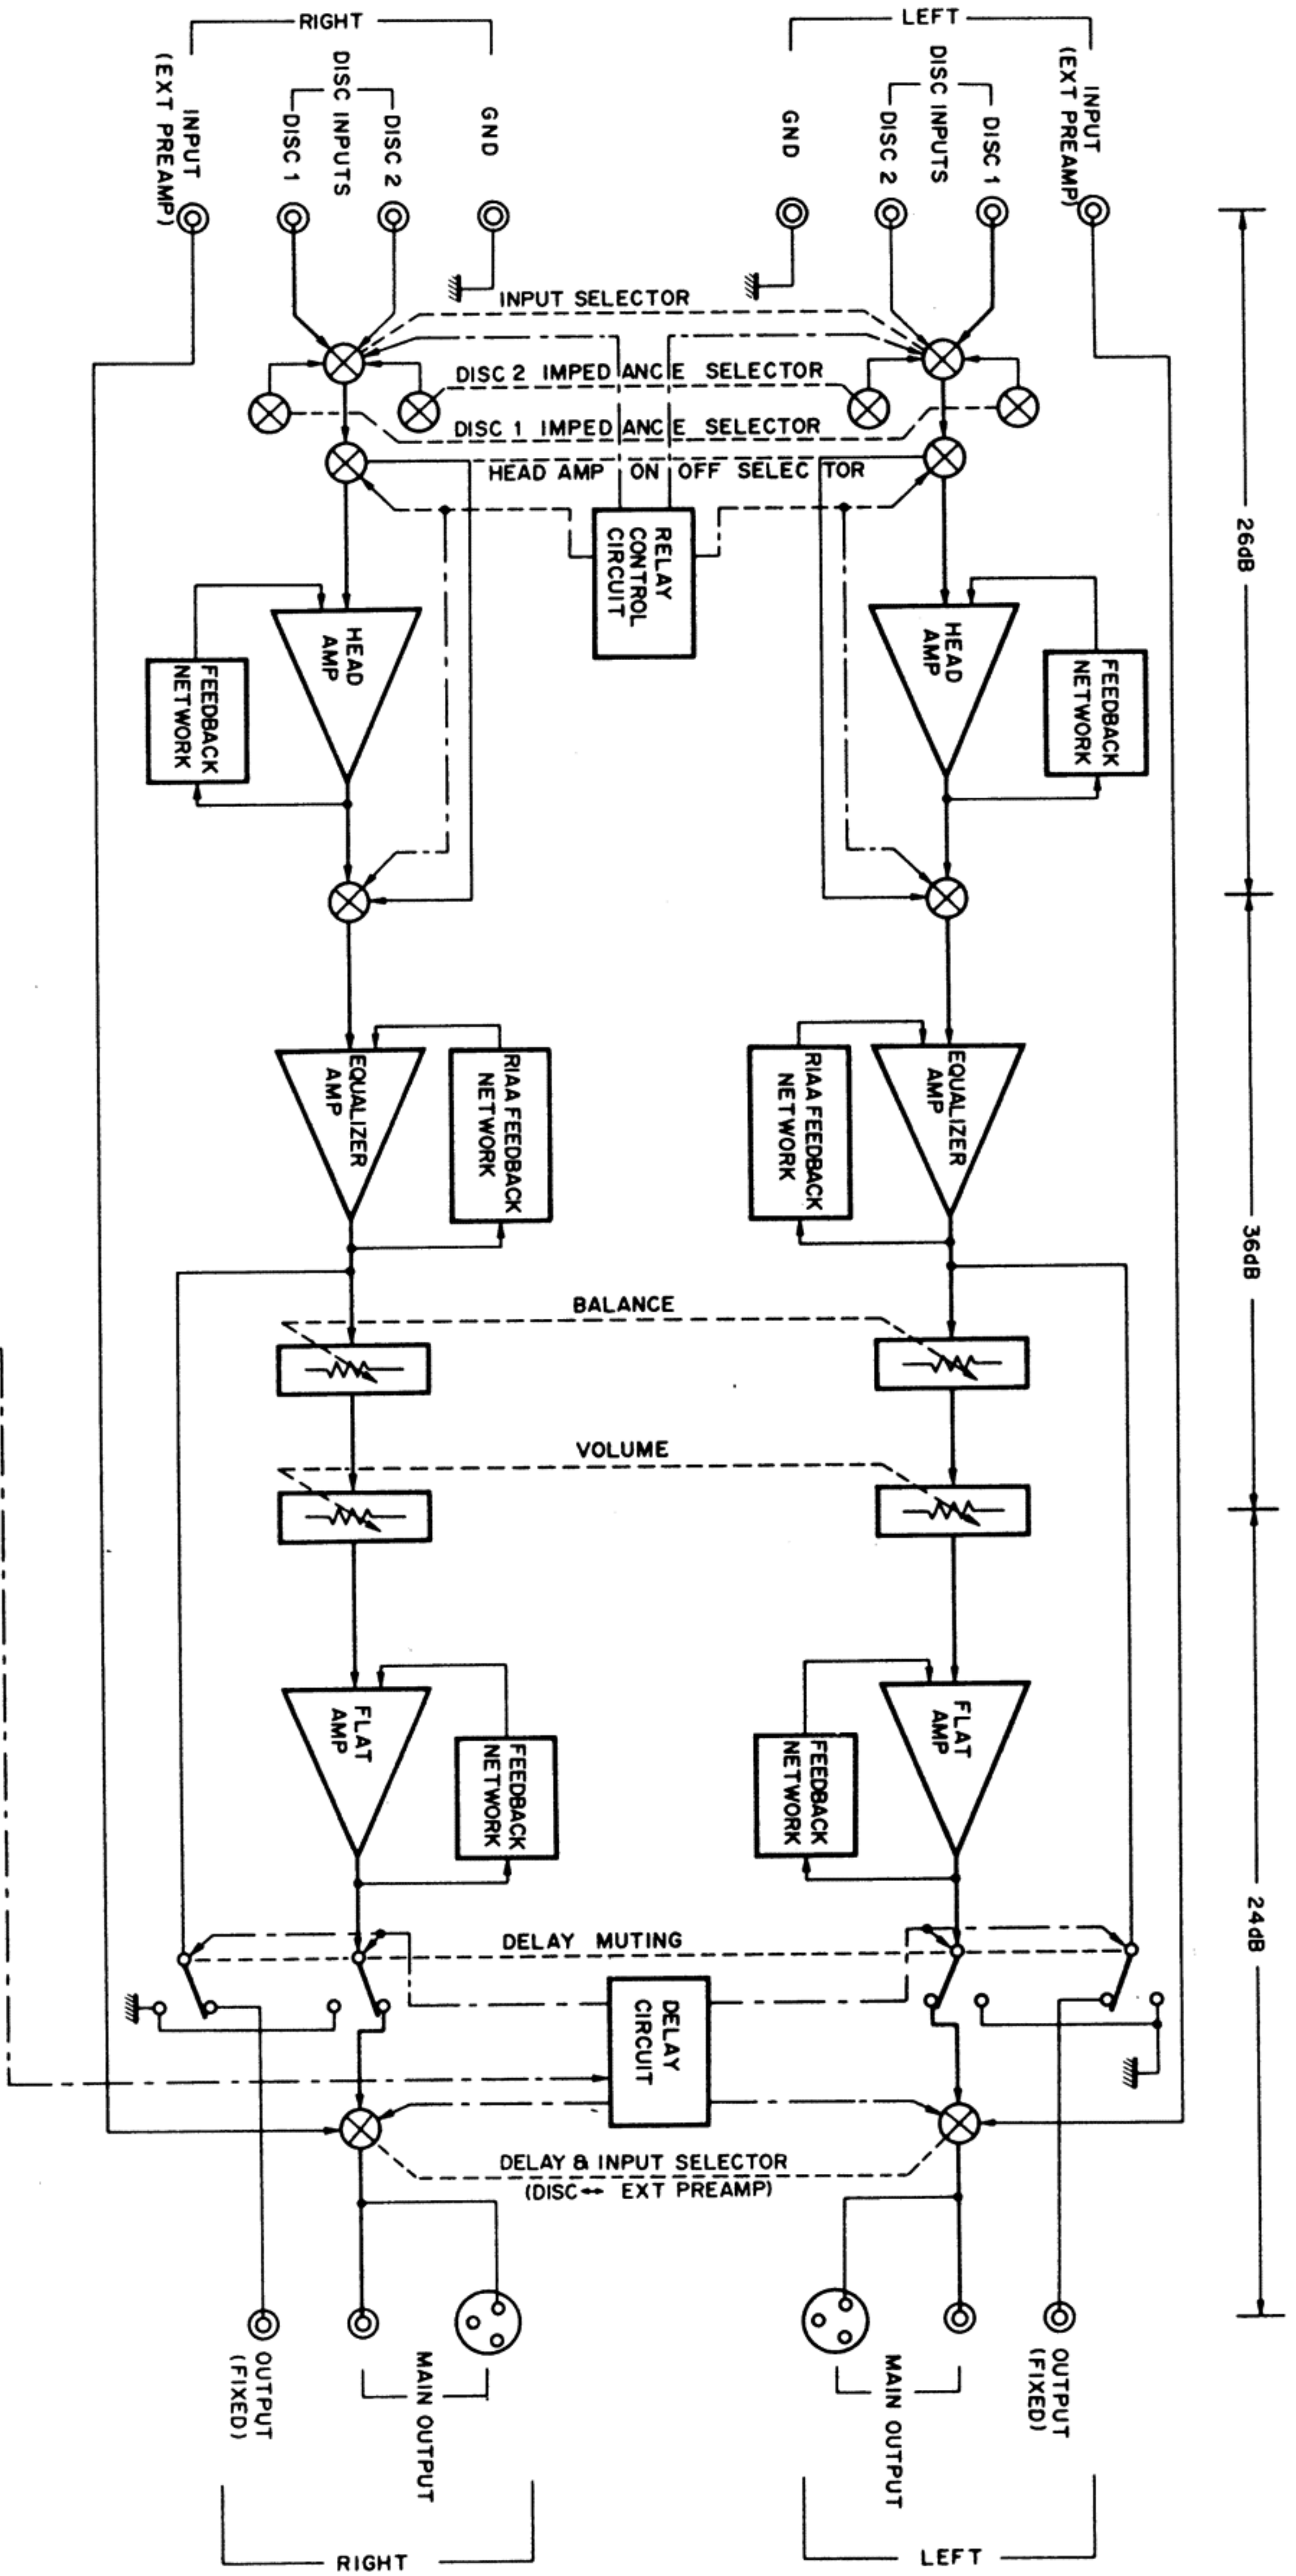 RIGHT
LEFT
INPUT
(EXT PREAMP)
DISC INPUTS
DISC 1
DISC 2
GND
GND
DISC 2
DISC INPUTS
DISC 1
INPUT
(EXT PREAMP)
INPUT SELECTOR
DISC 2 IMPEDANCE SELECTOR
DISC 1 IMPEDANCE SELECTOR
HEAD AMP ON OFF SELECTOR
RELAY
CONTROL
CIRCUIT
26dB
FEEDBACK
NETWORK
HEAD
AMP
HEAD
AMP
FEEDBACK
NETWORK
EQUALIZER
AMP
RIAA FEEDBACK
NETWORK
RIAA FEEDBACK
NETWORK
EQUALIZER
AMP
36dB
BALANCE
VOLUME
FLAT
AMP
FEEDBACK
NETWORK
FEEDBACK
NETWORK
FLAT
AMP
24dB
DELAY MUTING
DELAY
CIRCUIT
DELAY & INPUT SELECTOR
(DISC↔ EXT PREAMP)
OUTPUT
(FIXED)
MAIN OUTPUT
MAIN OUTPUT
OUTPUT
(FIXED)
RIGHT
LEFT